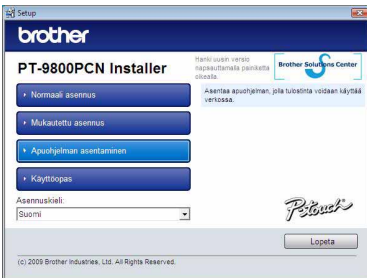 Setup
brother
PT-9800PCN Installer
Hanki uusin versio
napsauttamalla painiketta
oikealla.
Brother Solutions Center
Normaali asennus
Mukautettu asennus
Apuohjelman asentaminen
Käyttöopas
Asentaa apuohjelman, jolla tulostinta voidaan käyttää
verkossa.
Asennuskieli:
Suomi
P-touch
Lopeta
(c) 2009 Brother Industries, Ltd. All Rights Reserved.